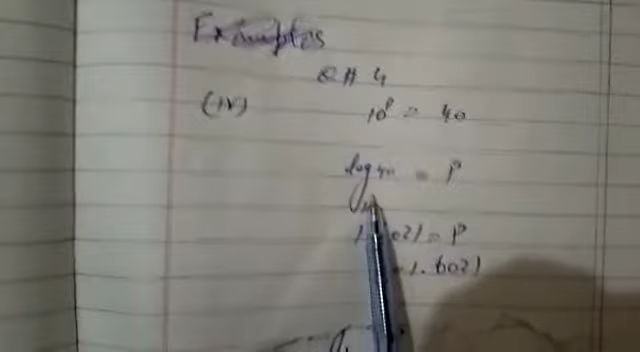 Examples
Q# 4
(iv) 10^P = 40
log 40 = P
1.6021 = P
= 1.6021